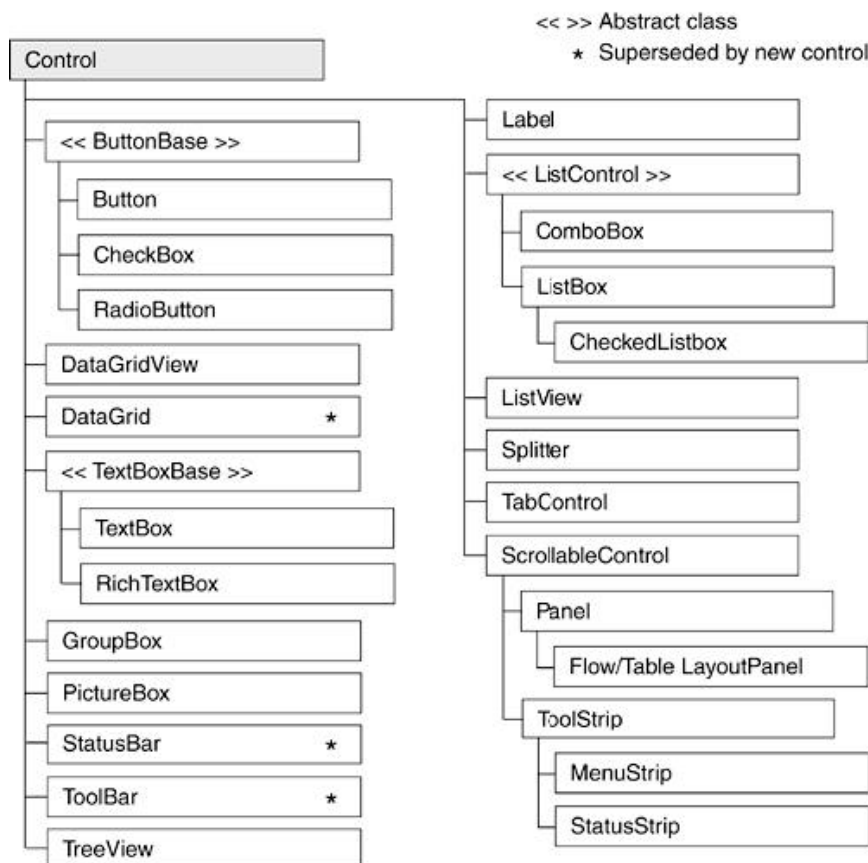 << >> Abstract class
* Superseded by new control
Control
<< ButtonBase >>
Button
CheckBox
RadioButton
DataGridView
DataGrid *
<< TextBoxBase >>
TextBox
RichTextBox
GroupBox
PictureBox
StatusBar *
ToolBar *
TreeView
Label
<< ListControl >>
ComboBox
ListBox
CheckedListbox
ListView
Splitter
TabControl
ScrollableControl
Panel
Flow/Table LayoutPanel
ToolStrip
MenuStrip
StatusStrip